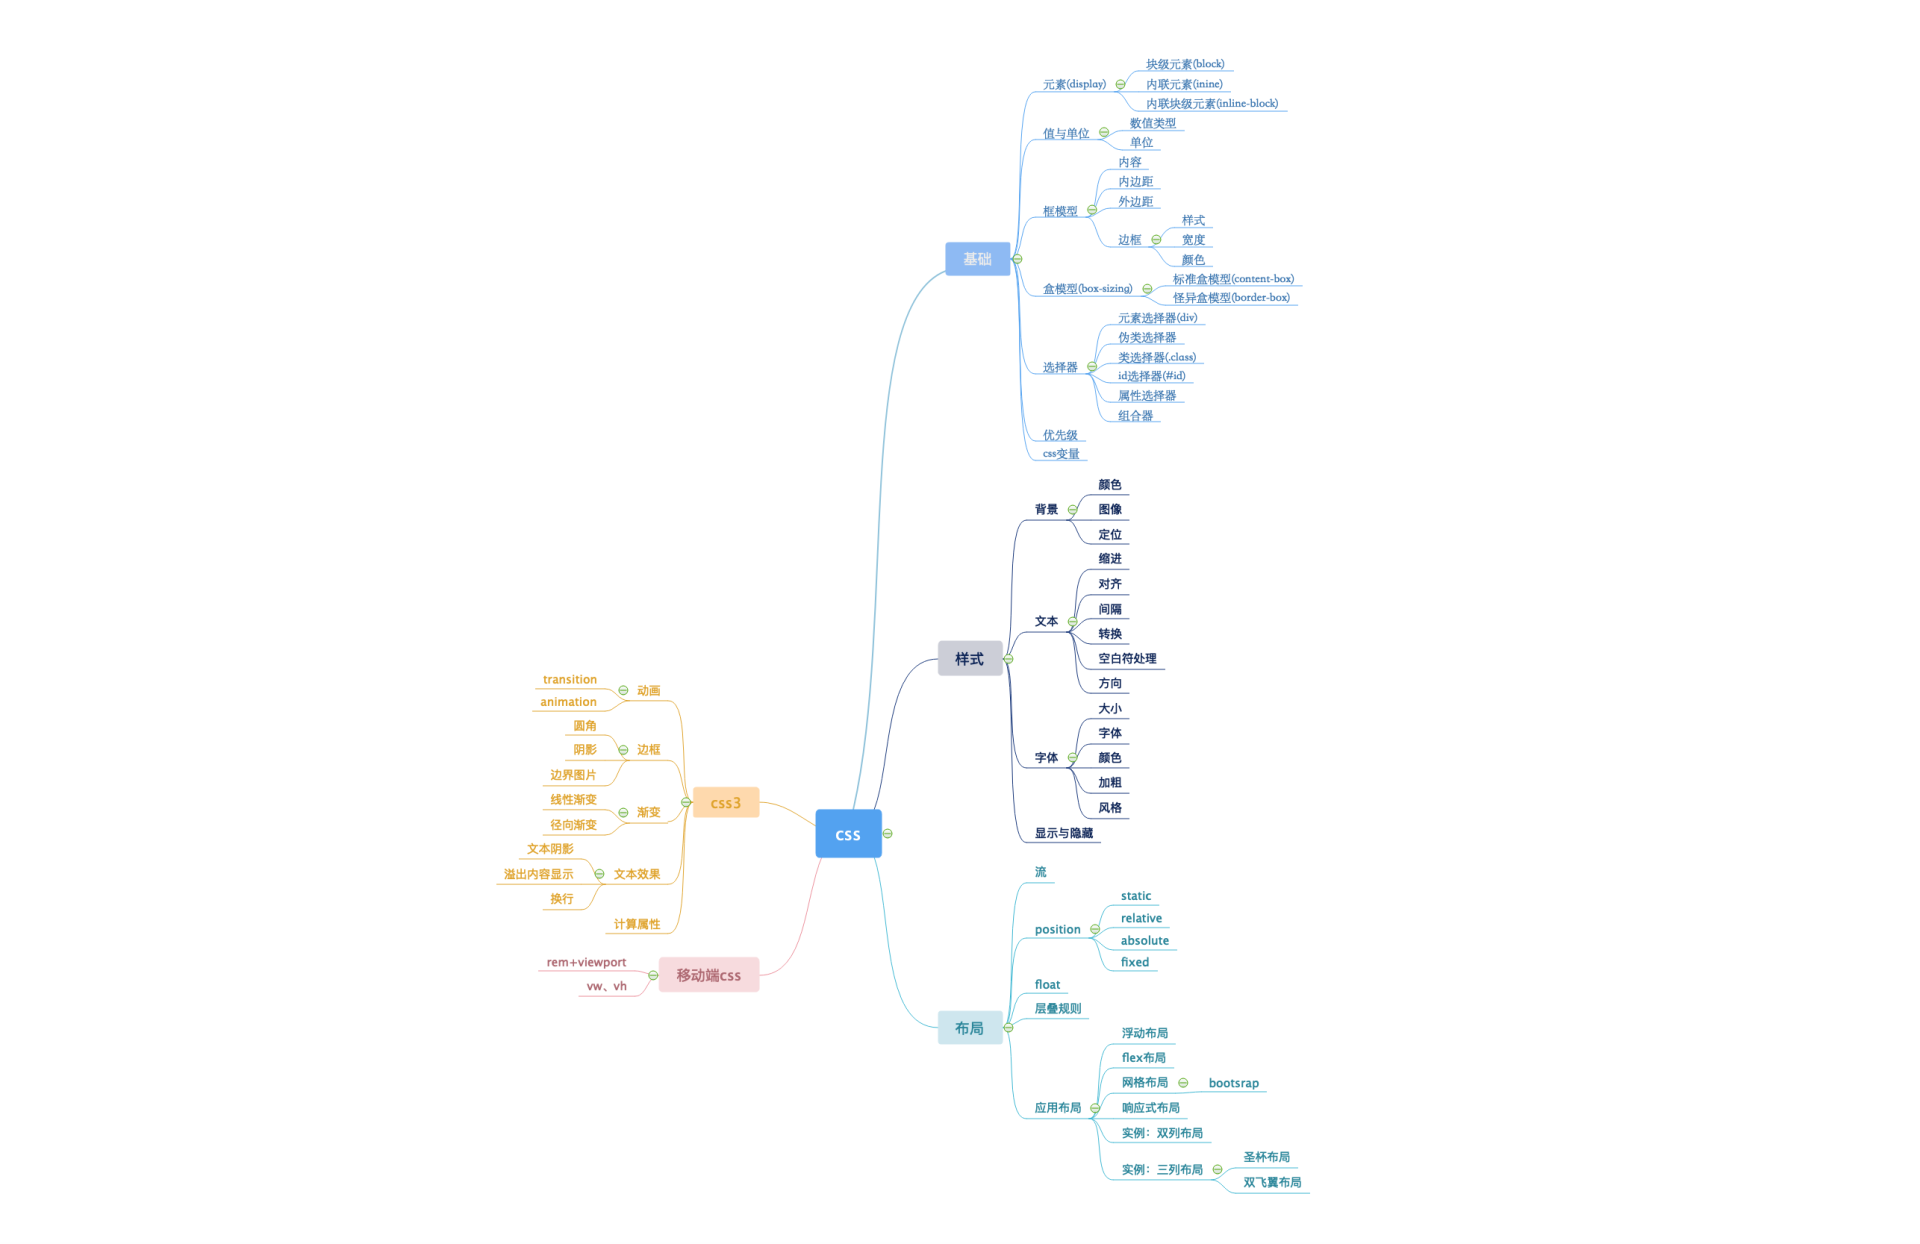 css
基础
元素(display)
块级元素(block)
内联元素(inine)
内联块级元素(inline-block)
值与单位
数值类型
单位
框模型
内容
内边距
外边距
边框
样式
宽度
颜色
盒模型(box-sizing)
标准盒模型(content-box)
怪异盒模型(border-box)
选择器
元素选择器(div)
伪类选择器
类选择器(.class)
id选择器(#id)
属性选择器
组合器
优先级
css变量
样式
背景
颜色
图像
定位
文本
缩进
对齐
间隔
转换
空白符处理
方向
字体
大小
字体
颜色
加粗
风格
显示与隐藏
布局
流
position
static
relative
absolute
fixed
float
层叠规则
应用布局
浮动布局
flex布局
网格布局
bootsrap
响应式布局
实例：双列布局
实例：三列布局
圣杯布局
双飞翼布局
css3
动画
transition
animation
边框
圆角
阴影
边界图片
渐变
线性渐变
径向渐变
文本效果
文本阴影
溢出内容显示
换行
计算属性
移动端css
rem+viewport
vw、vh